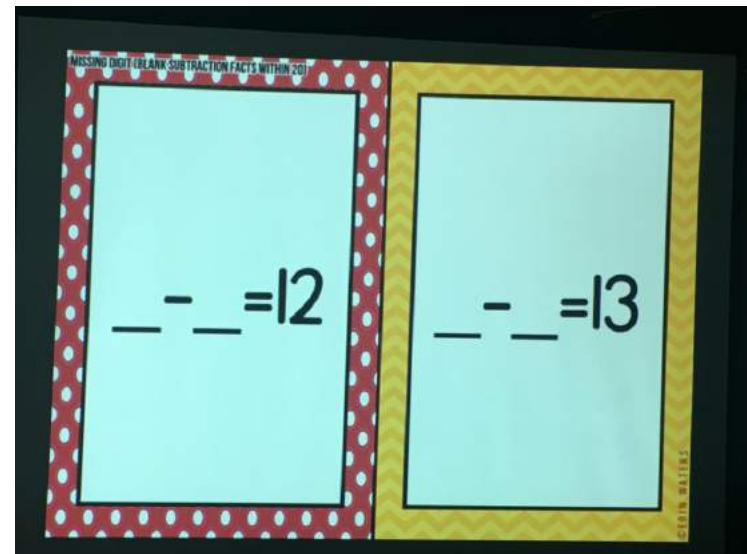 MISSING DIGIT (BLANK SUBTRACTION FACTS WITHIN 20)
__-__=12
__-__=13
©ERIN WATERS